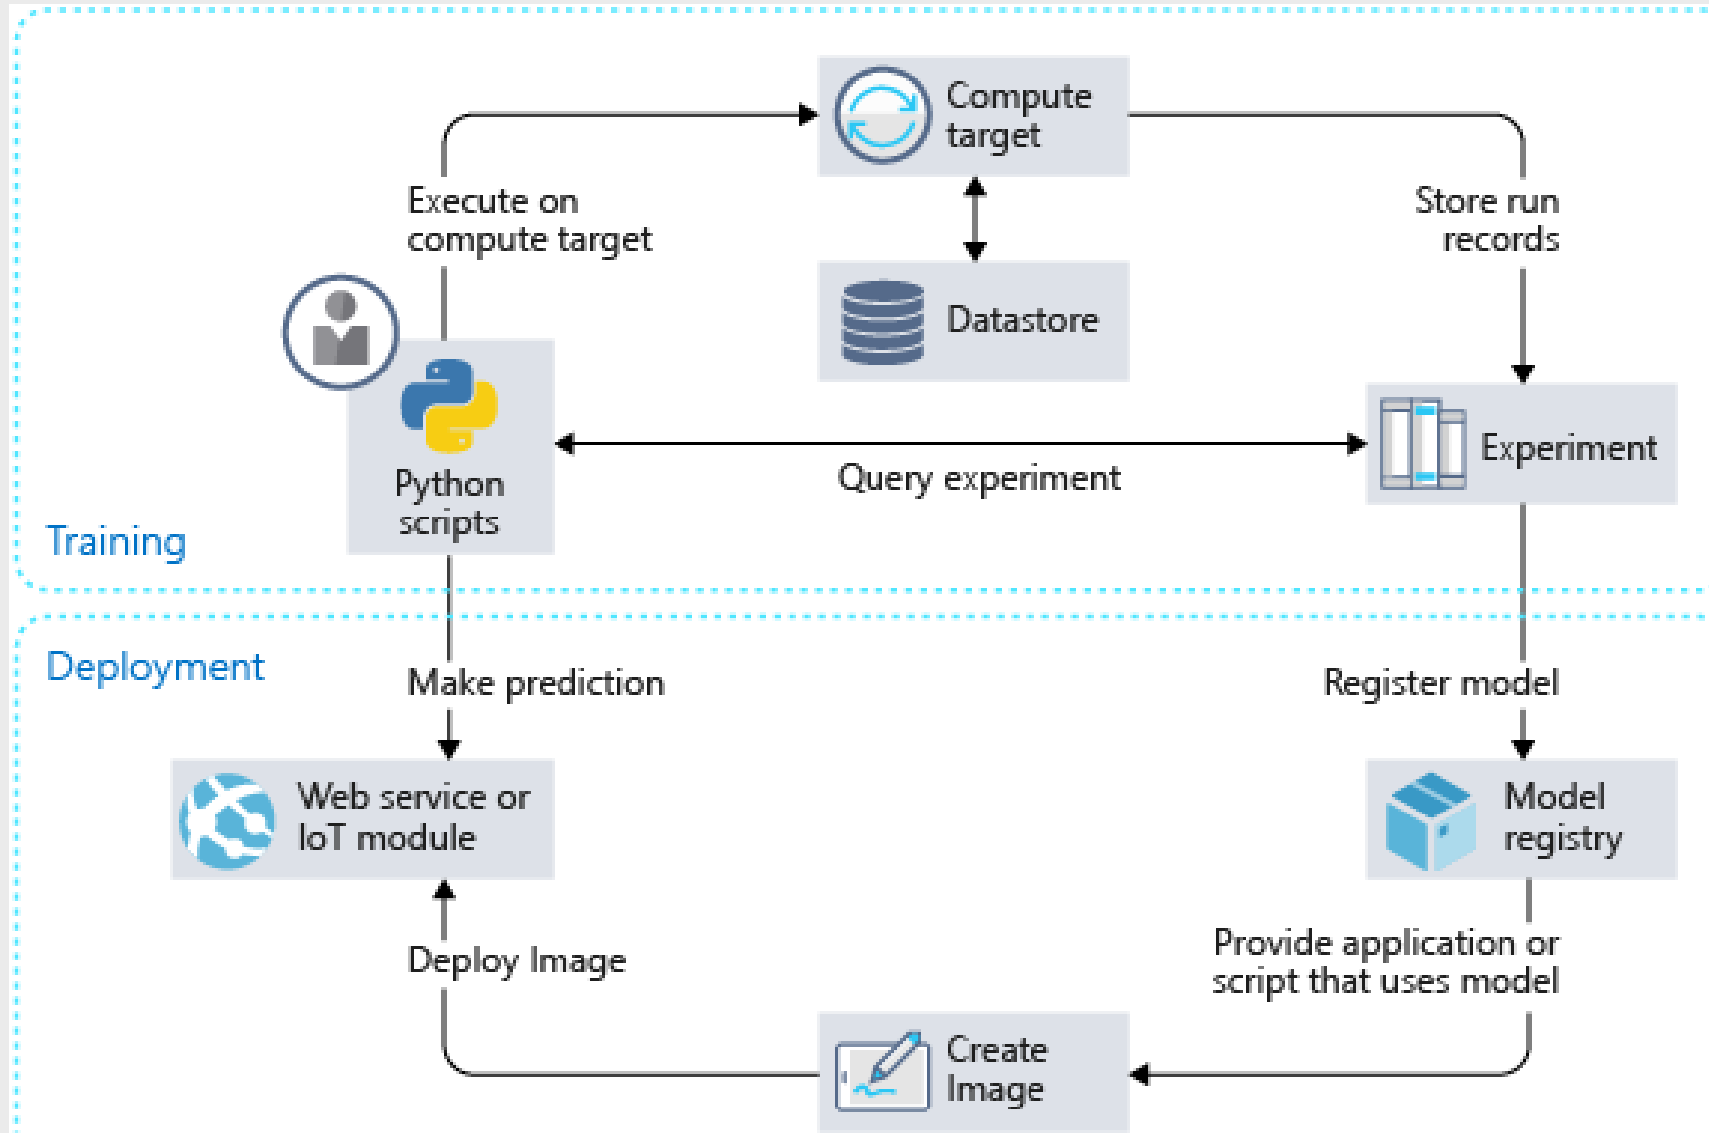 Compute
target
Execute on
compute target
Store run
records
Datastore
Python
scripts
Query experiment
Experiment
Training
Deployment
Make prediction
Register model
Web service or
IoT module
Model
registry
Deploy Image
Provide application or
script that uses model
Create
Image